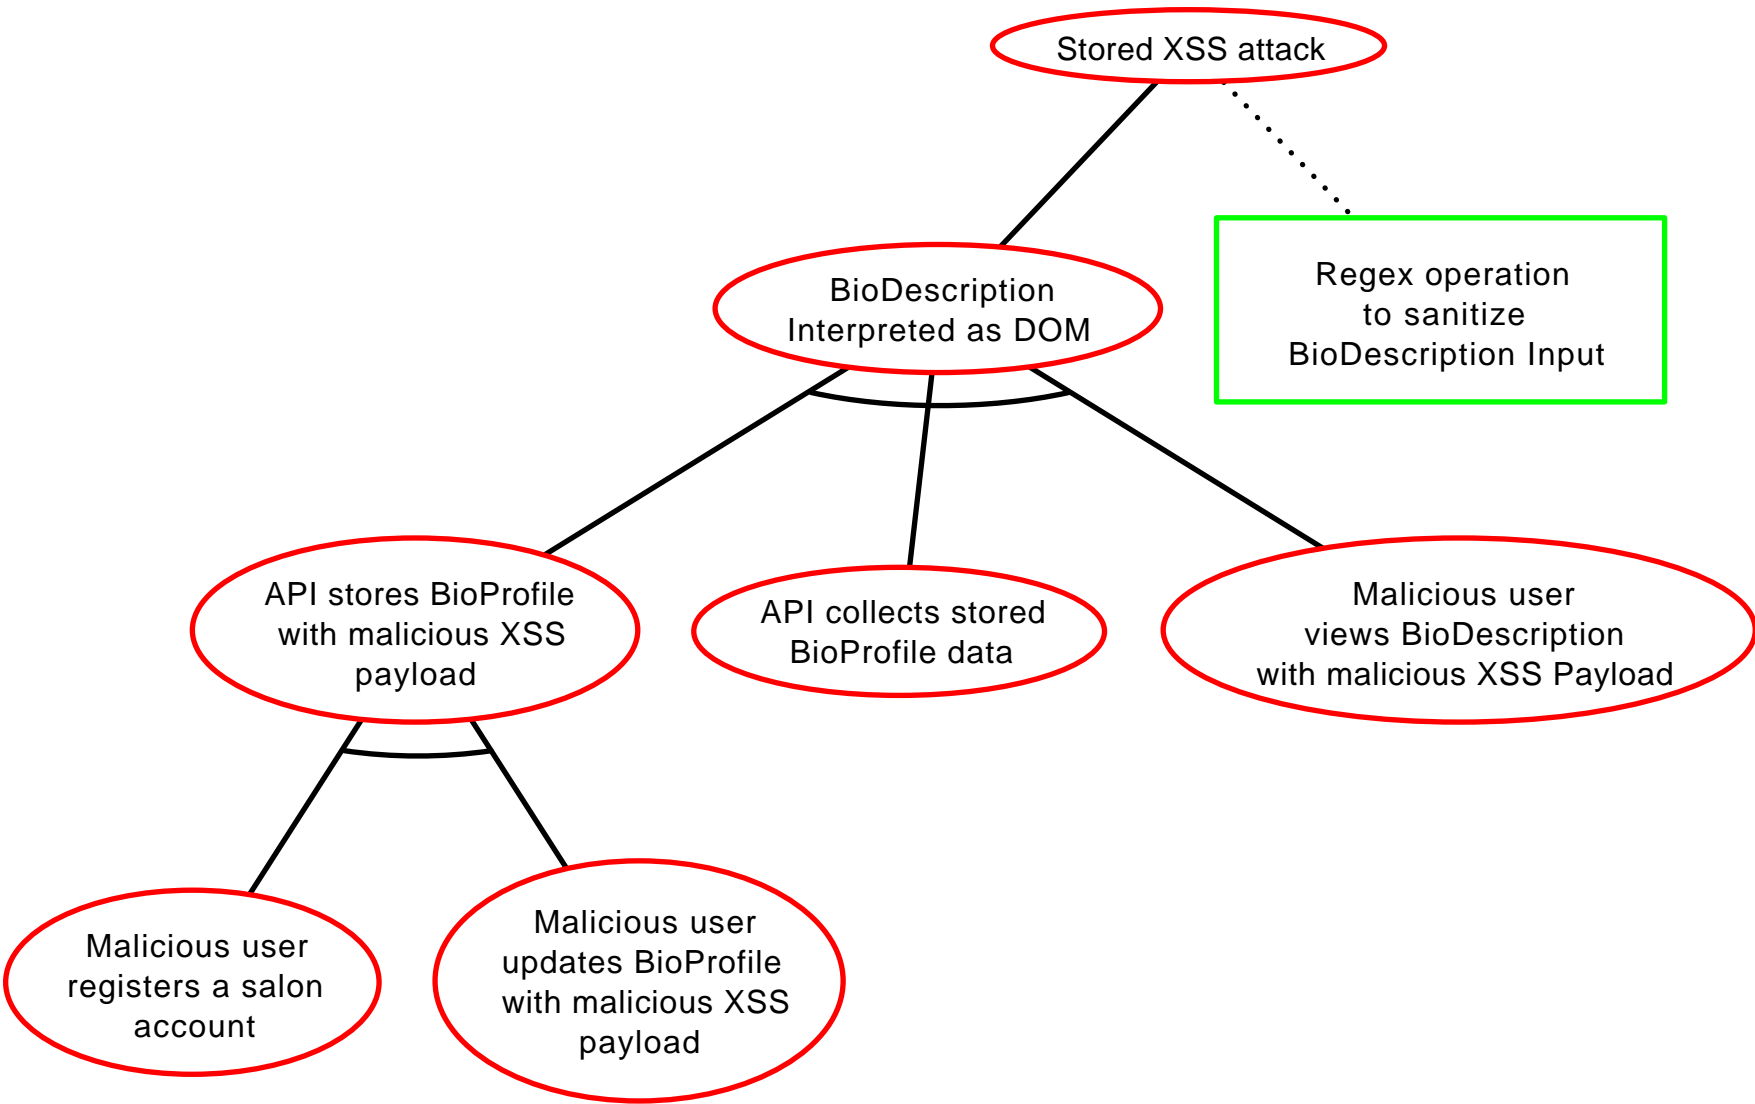 Stored XSS attack
BioDescription
Interpreted as DOM
Regex operation
to sanitize
BioDescription Input
API stores BioProfile
with malicious XSS
payload
API collects stored
BioProfile data
Malicious user
views BioDescription
with malicious XSS Payload
Malicious user
registers a salon
account
Malicious user
updates BioProfile
with malicious XSS
payload